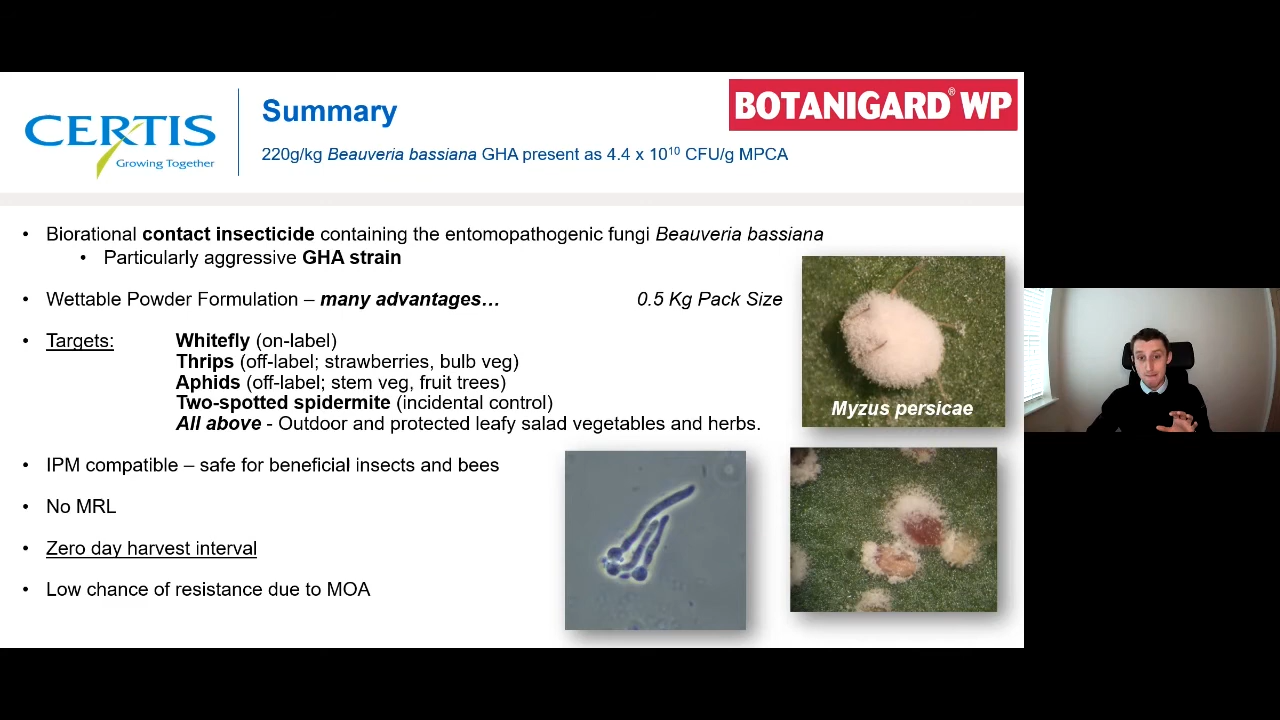 CERTIS
Growing Together
Summary
BOTANIGARD® WP
220g/kg Beauveria bassiana GHA present as 4.4 x 10¹⁰ CFU/g MPCA
• Biorational contact insecticide containing the entomopathogenic fungi Beauveria bassiana
• Particularly aggressive GHA strain
• Wettable Powder Formulation – many advantages… 0.5 Kg Pack Size
• Targets: Whitefly (on-label)
Thrips (off-label; strawberries, bulb veg)
Aphids (off-label; stem veg, fruit trees)
Two-spotted spidermite (incidental control)
All above - Outdoor and protected leafy salad vegetables and herbs.
Myzus persicae
• IPM compatible – safe for beneficial insects and bees
• No MRL
• Zero day harvest interval
• Low chance of resistance due to MOA